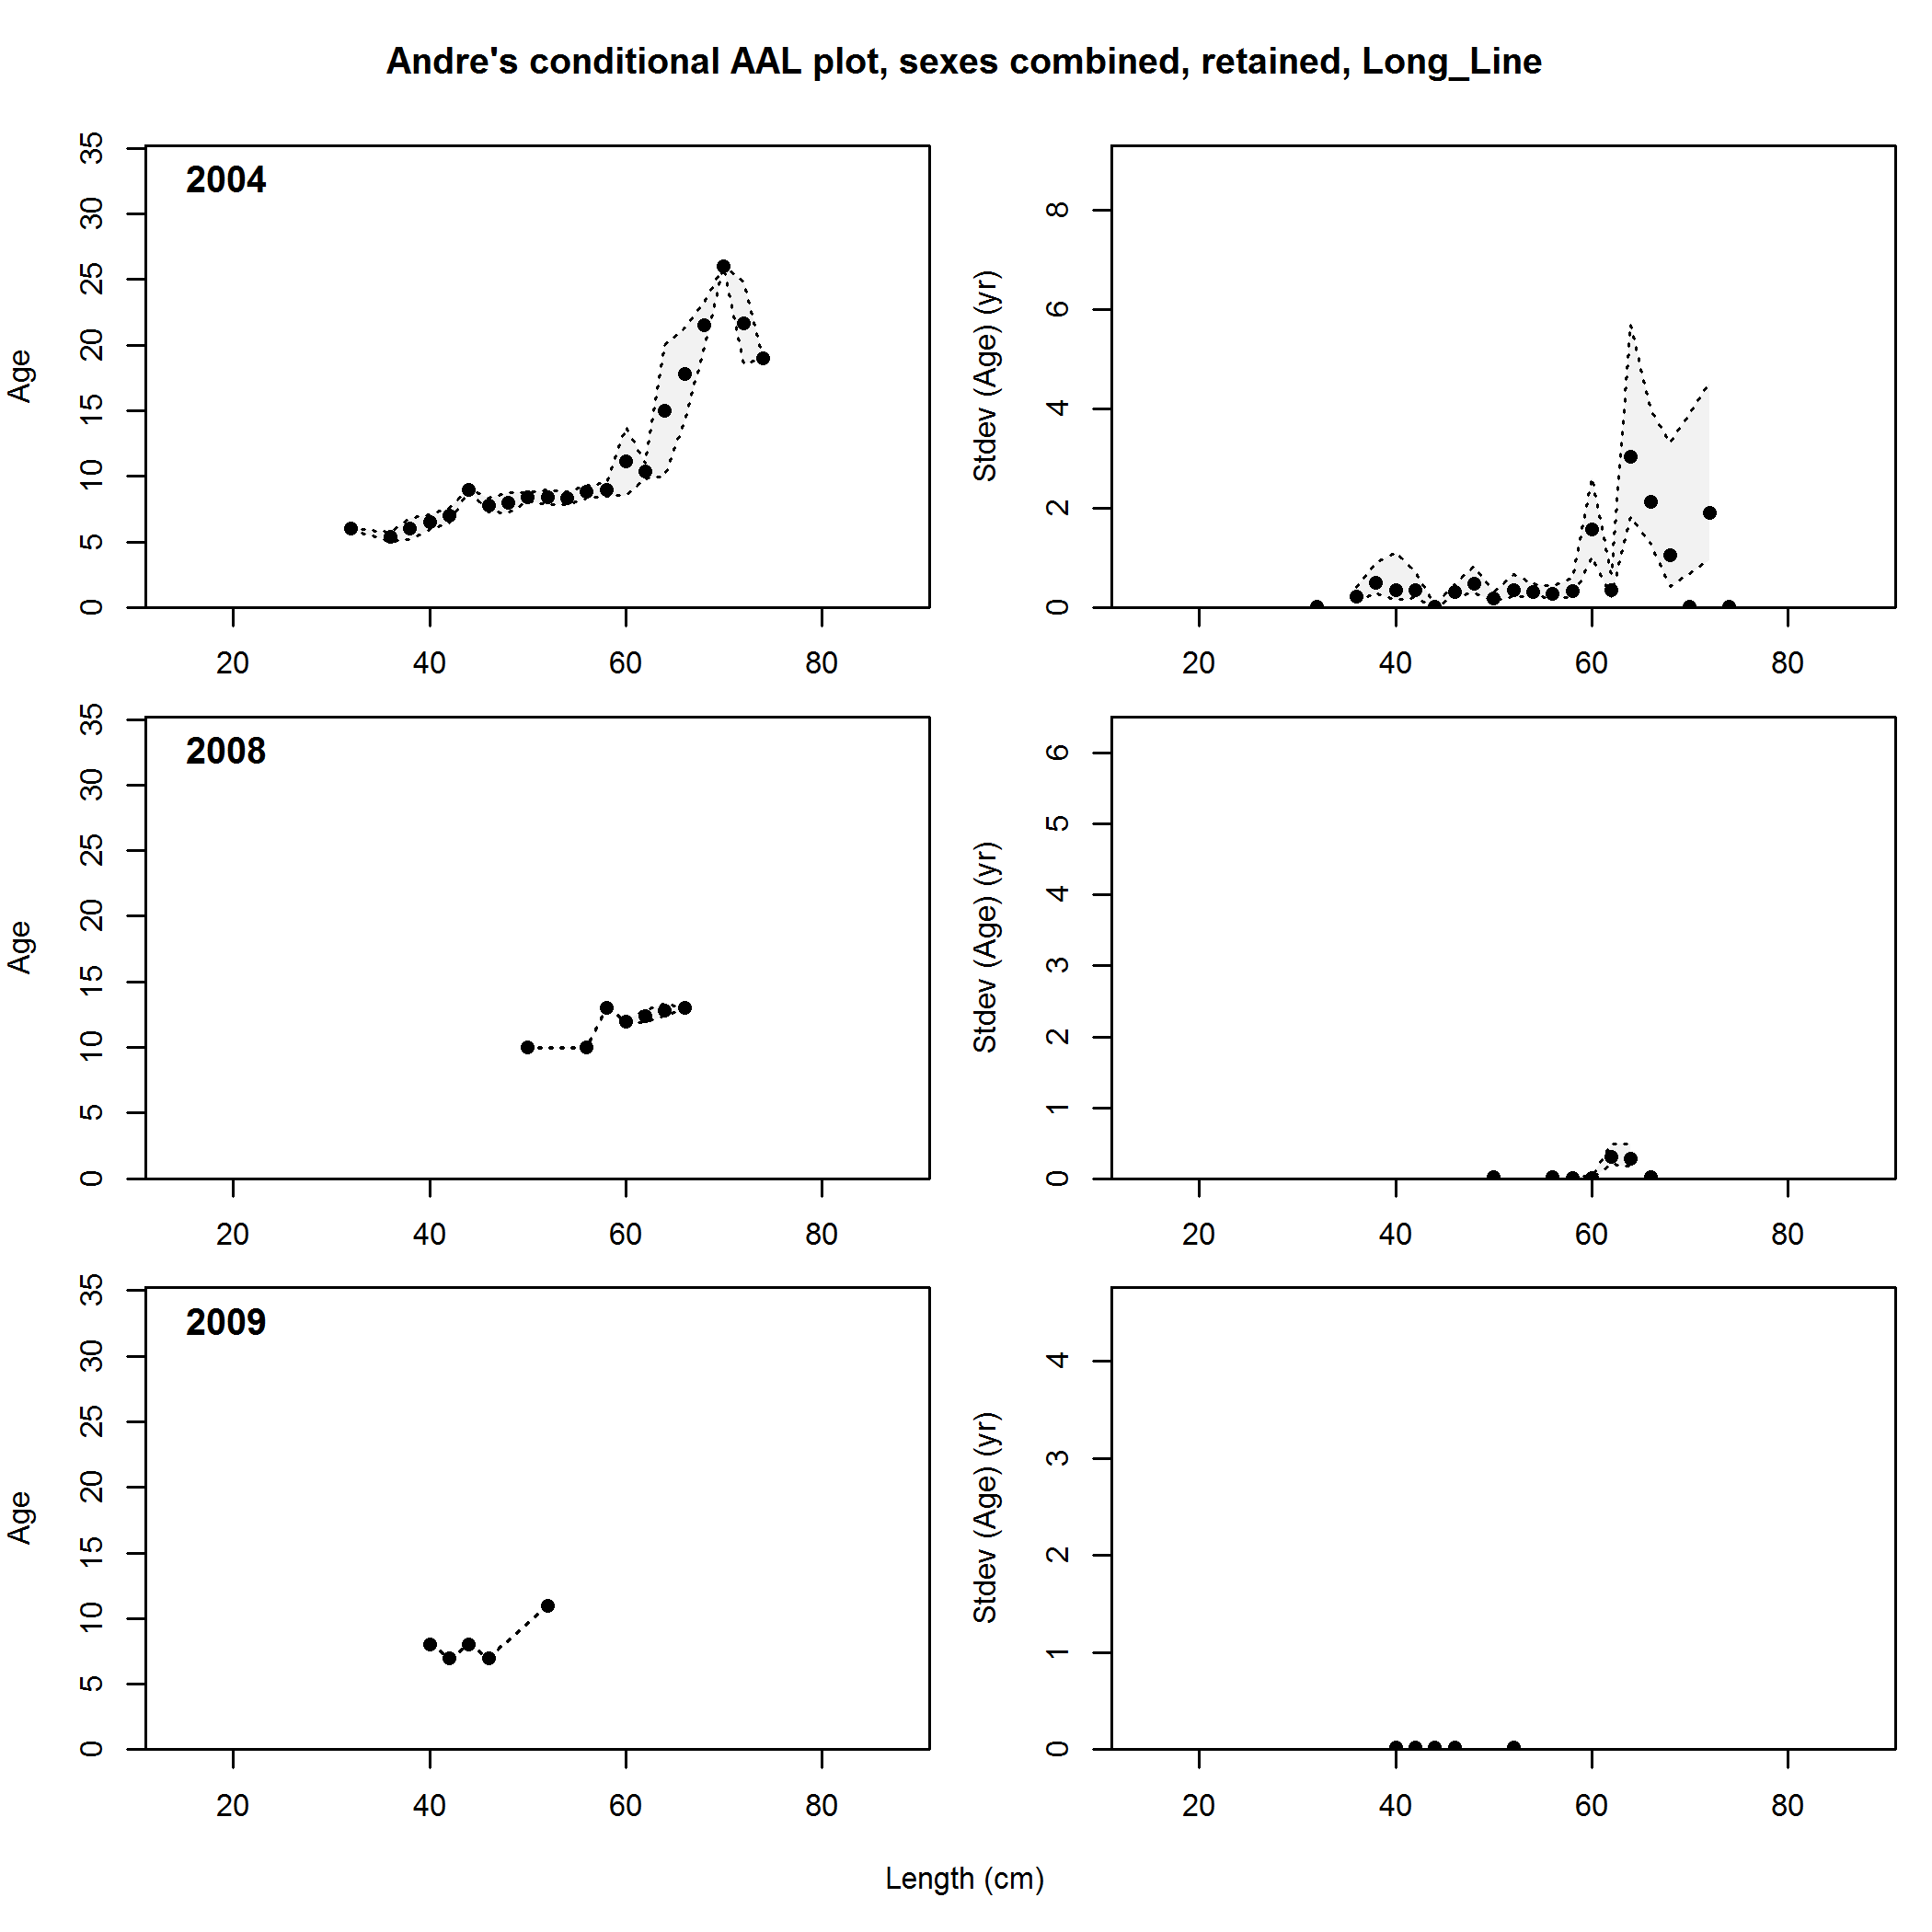 Andre's conditional AAL plot, sexes combined, retained, Long_Line
2004
Age
0 5 10 15 20 25 30 35
20 40 60 80
Stdev (Age) (yr)
0 2 4 6 8
20 40 60 80
2008
Age
0 5 10 15 20 25 30 35
20 40 60 80
Stdev (Age) (yr)
0 1 2 3 4 5 6
20 40 60 80
2009
Age
0 5 10 15 20 25 30 35
20 40 60 80
Stdev (Age) (yr)
0 1 2 3 4
20 40 60 80
Length (cm)